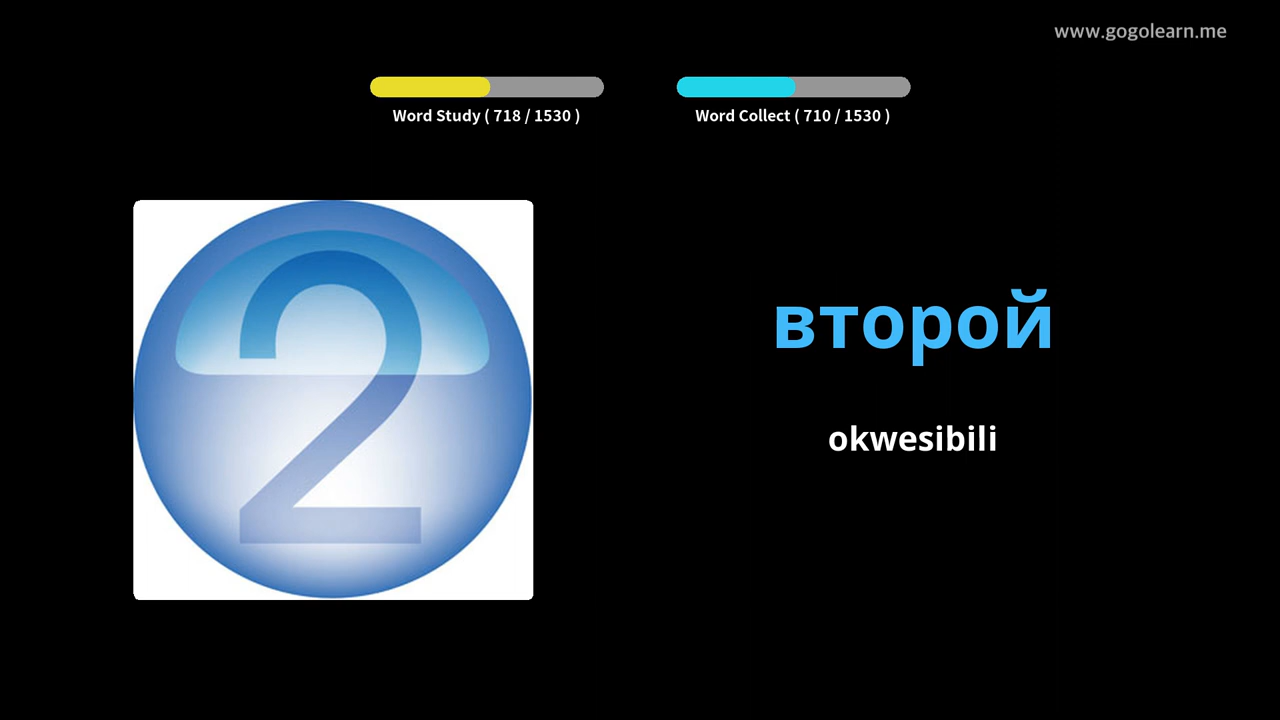 www.gogolearn.me
Word Study ( 718 / 1530 )
Word Collect ( 710 / 1530 )
2
второй
okwesibili